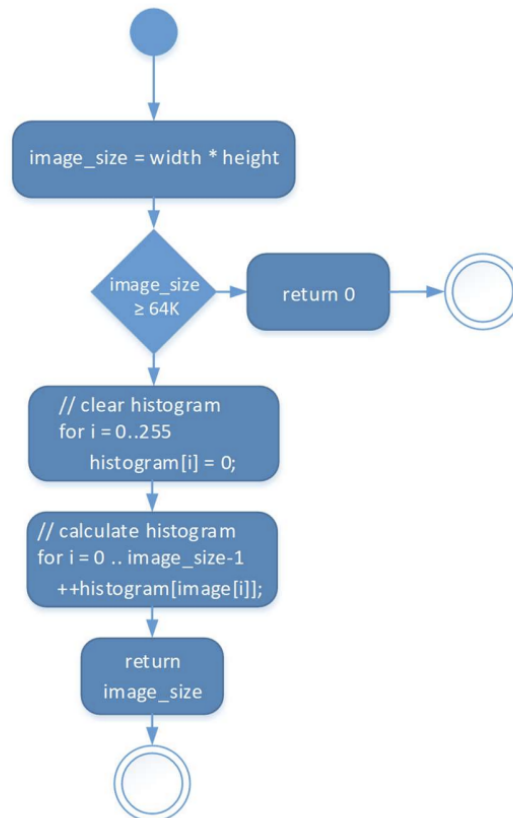 image_size = width * height
image_size
≥ 64K
return 0
// clear histogram
for i = 0..255
histogram[i] = 0;
// calculate histogram
for i = 0 .. image_size-1
++histogram[image[i]];
return
image_size